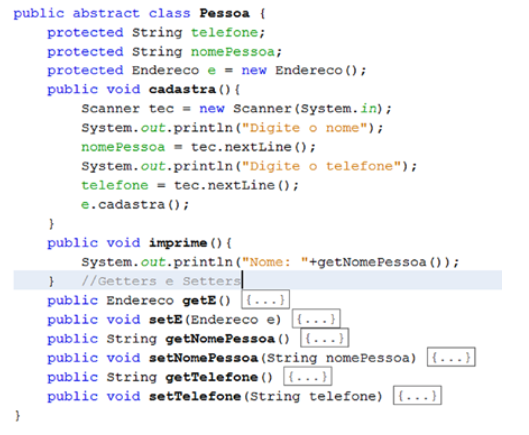 public abstract class Pessoa {
protected String telefone;
protected String nomePessoa;
protected Endereco e = new Endereco();
public void cadastra(){
Scanner tec = new Scanner(System.in);
System.out.println("Digite o nome");
nomePessoa = tec.nextLine();
System.out.println("Digite o telefone");
telefone = tec.nextLine();
e.cadastra();
}
public void imprime(){
System.out.println("Nome: "+getNomePessoa());
} //Getters e Setters
public Endereco getE() {...}
public void setE(Endereco e) {...}
public String getNomePessoa() {...}
public void setNomePessoa(String nomePessoa) {...}
public String getTelefone() {...}
public void setTelefone(String telefone) {...}
}